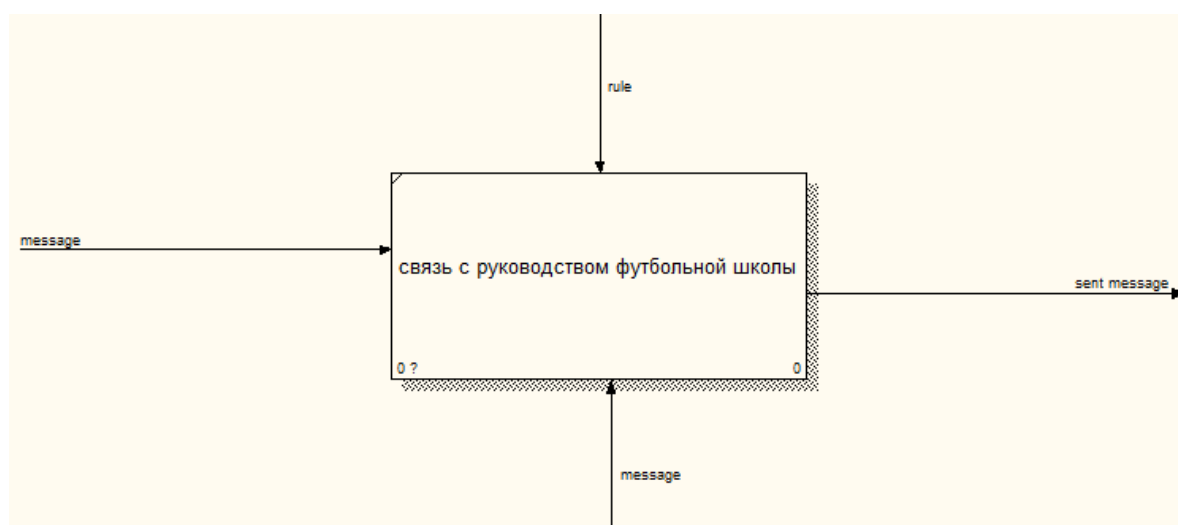 rule
message
связь с руководством футбольной школы
sent message
0 ?
0
message